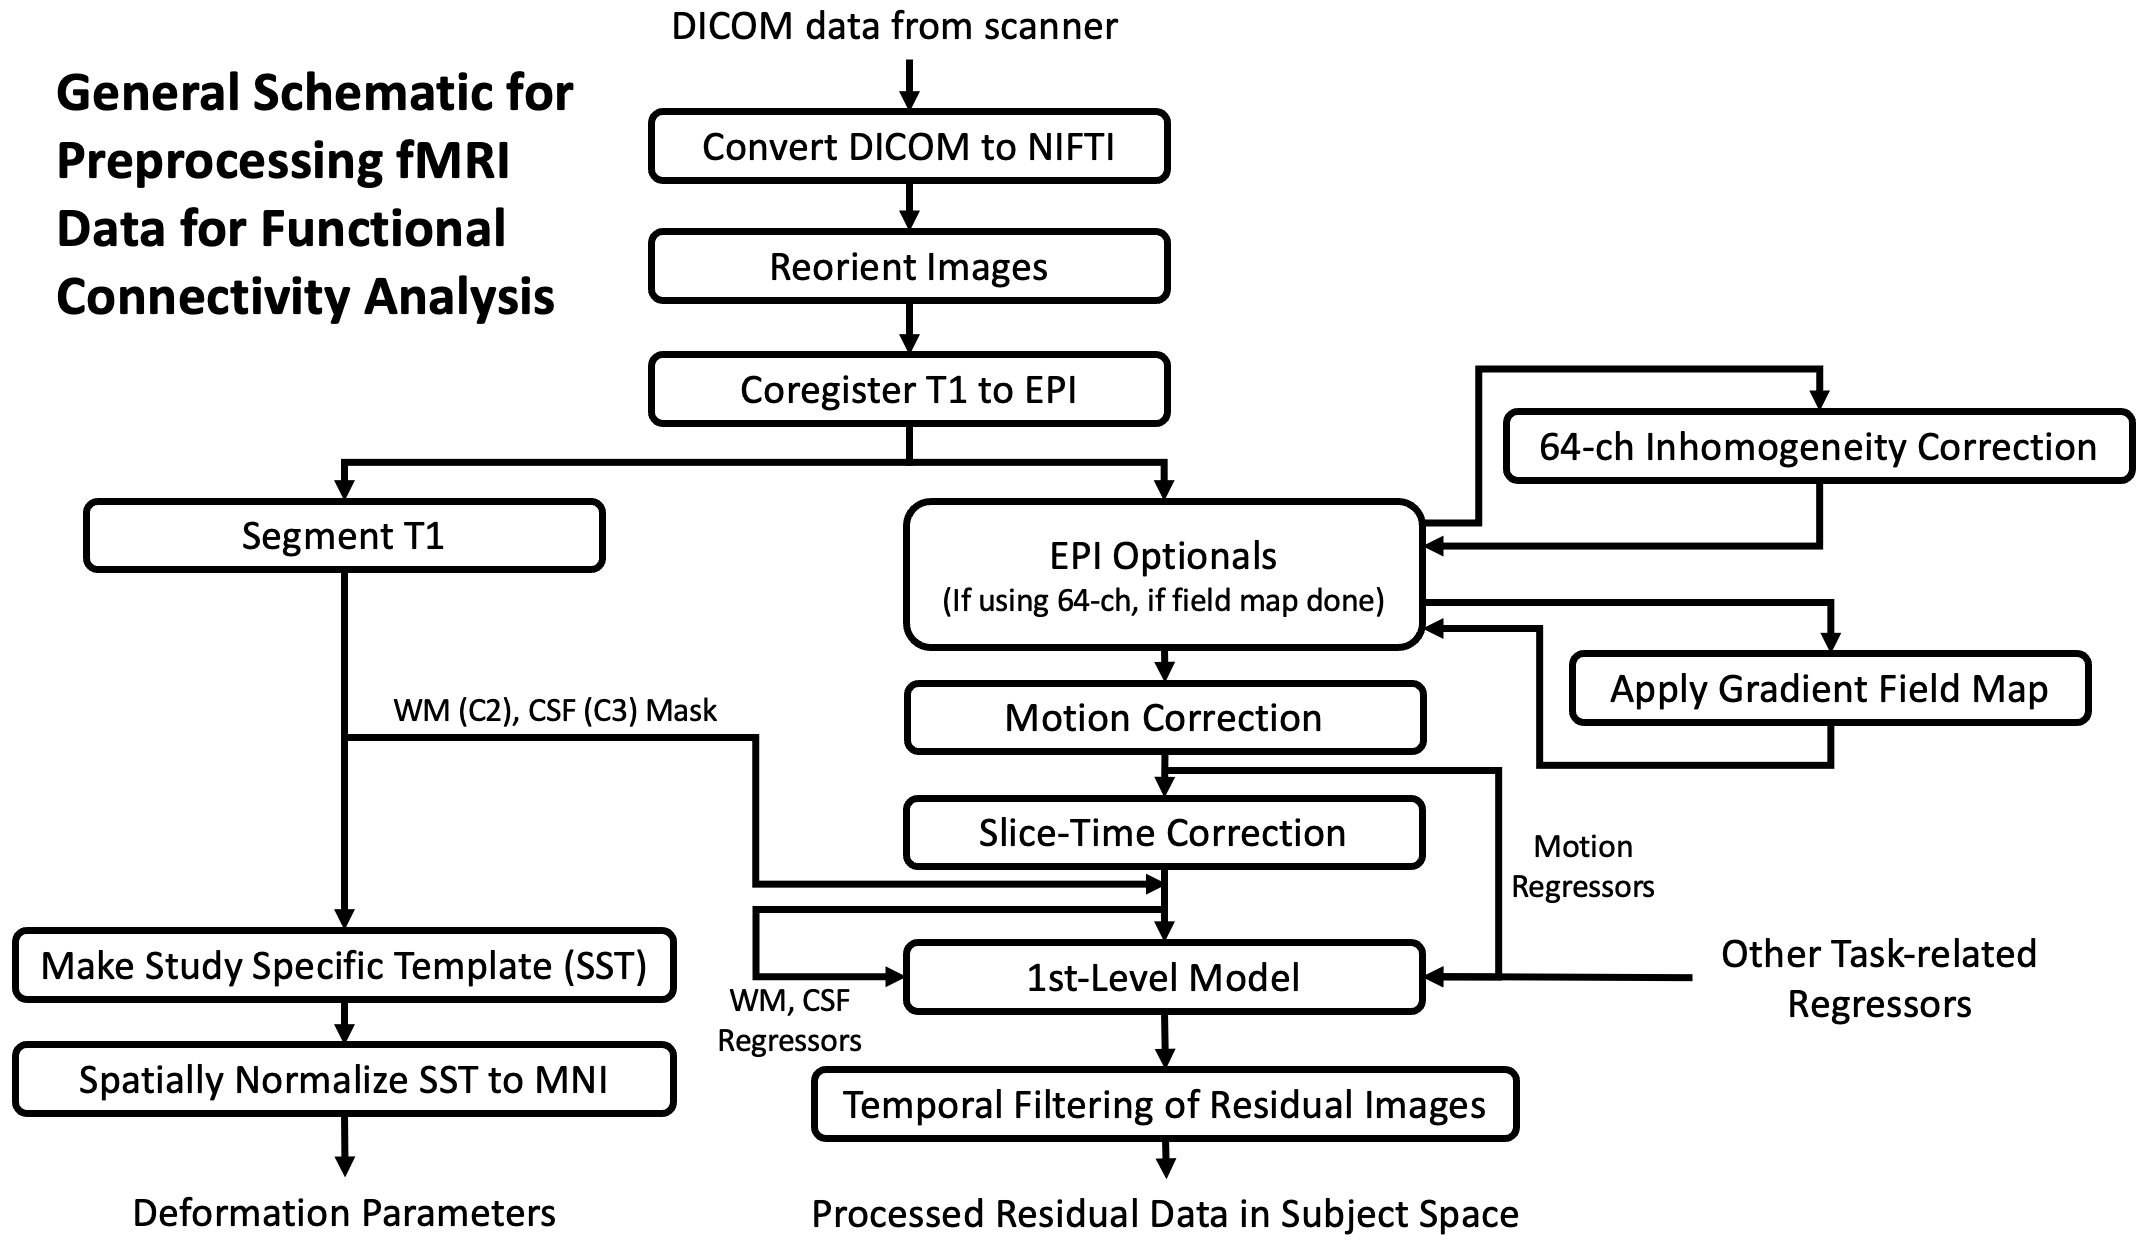 DICOM data from scanner
General Schematic for
Preprocessing fMRI
Data for Functional
Connectivity Analysis
Convert DICOM to NIFTI
Reorient Images
Coregister T1 to EPI
64-ch Inhomogeneity Correction
Segment T1
EPI Optionals
(If using 64-ch, if field map done)
Apply Gradient Field Map
WM (C2), CSF (C3) Mask
Motion Correction
Slice-Time Correction
Motion
Regressors
Make Study Specific Template (SST)
1st-Level Model
Other Task-related
Regressors
WM, CSF
Regressors
Spatially Normalize SST to MNI
Temporal Filtering of Residual Images
Deformation Parameters
Processed Residual Data in Subject Space